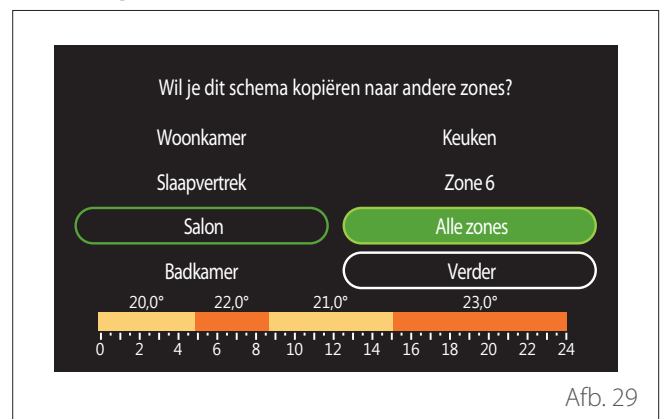 Wil je dit schema kopiëren naar andere zones?
Woonkamer Keuken
Slaapvertrek Zone 6
Salon Alle zones
Badkamer Verder
20,0° 22,0° 21,0° 23,0°
0 2 4 6 8 10 12 14 16 18 20 22 24
Afb. 29